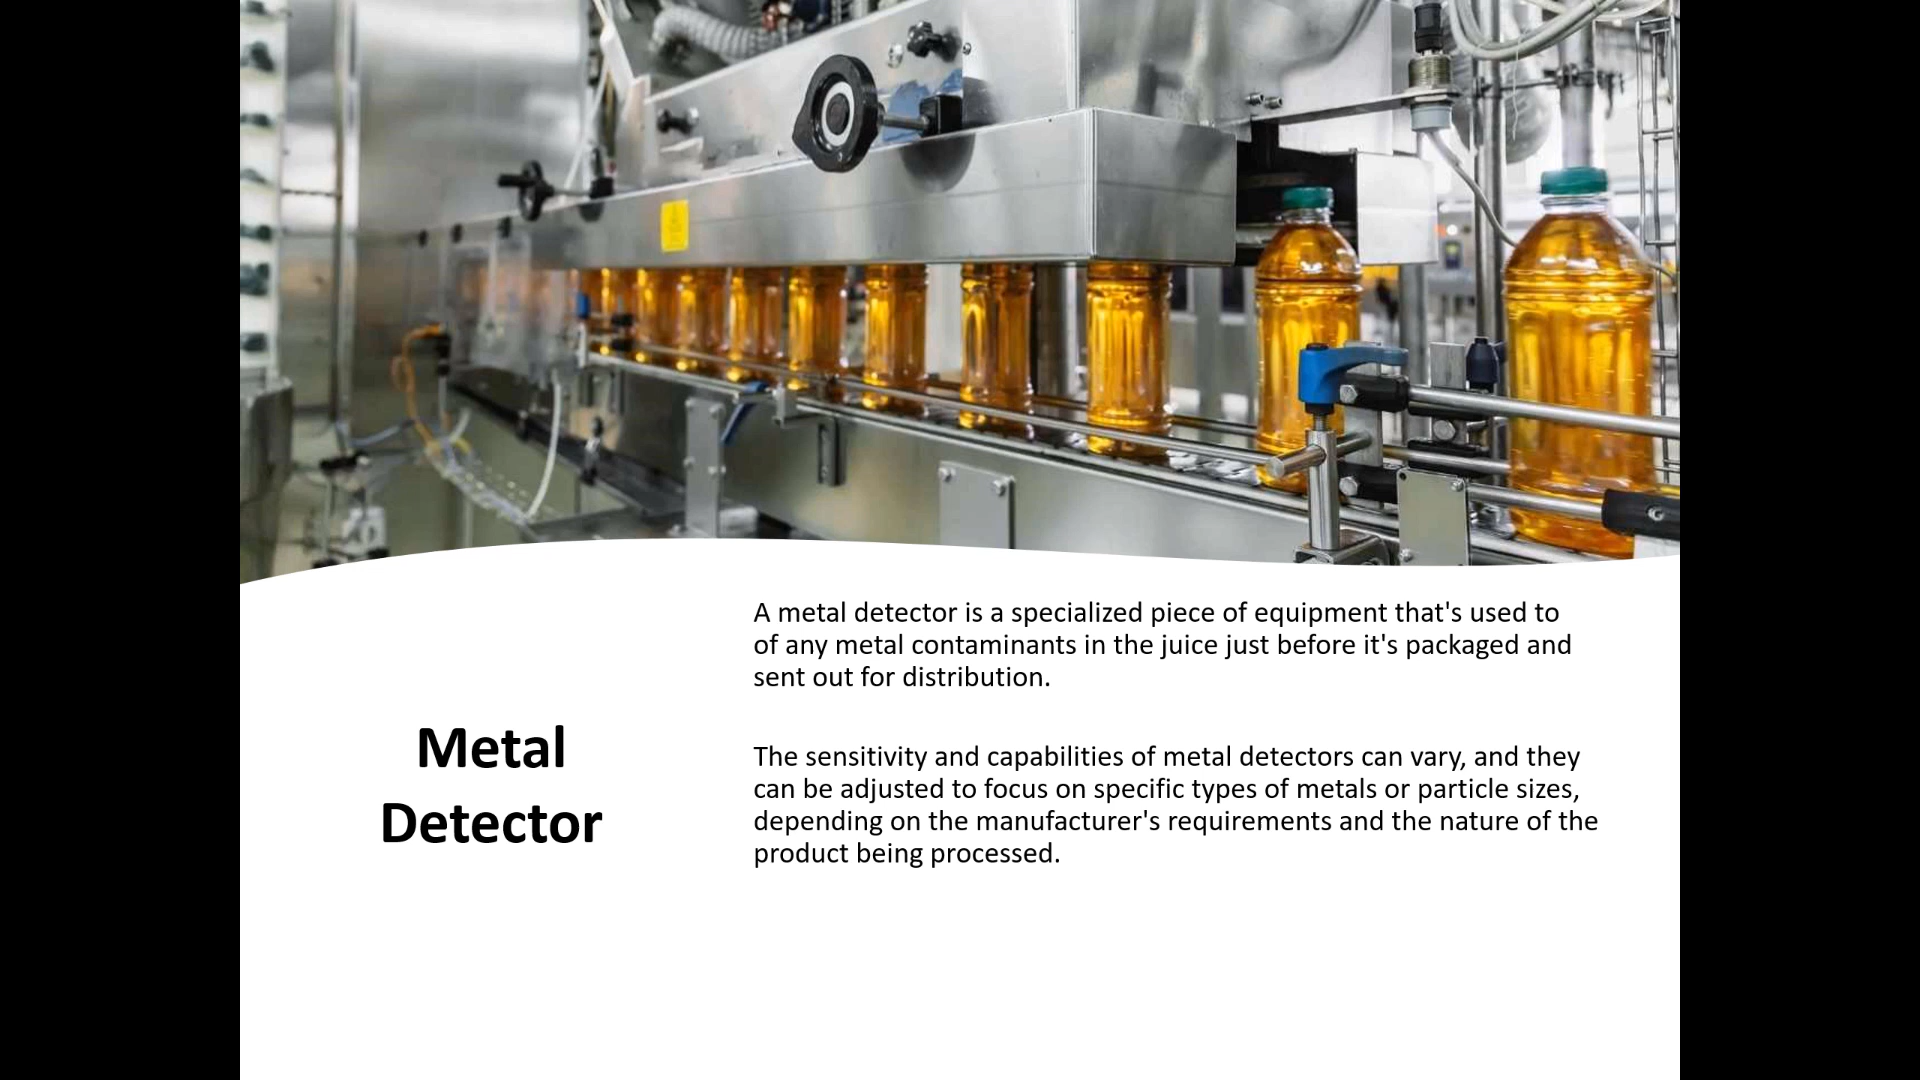 Metal
Detector
A metal detector is a specialized piece of equipment that's used to
of any metal contaminants in the juice just before it's packaged and
sent out for distribution.
The sensitivity and capabilities of metal detectors can vary, and they
can be adjusted to focus on specific types of metals or particle sizes,
depending on the manufacturer's requirements and the nature of the
product being processed.